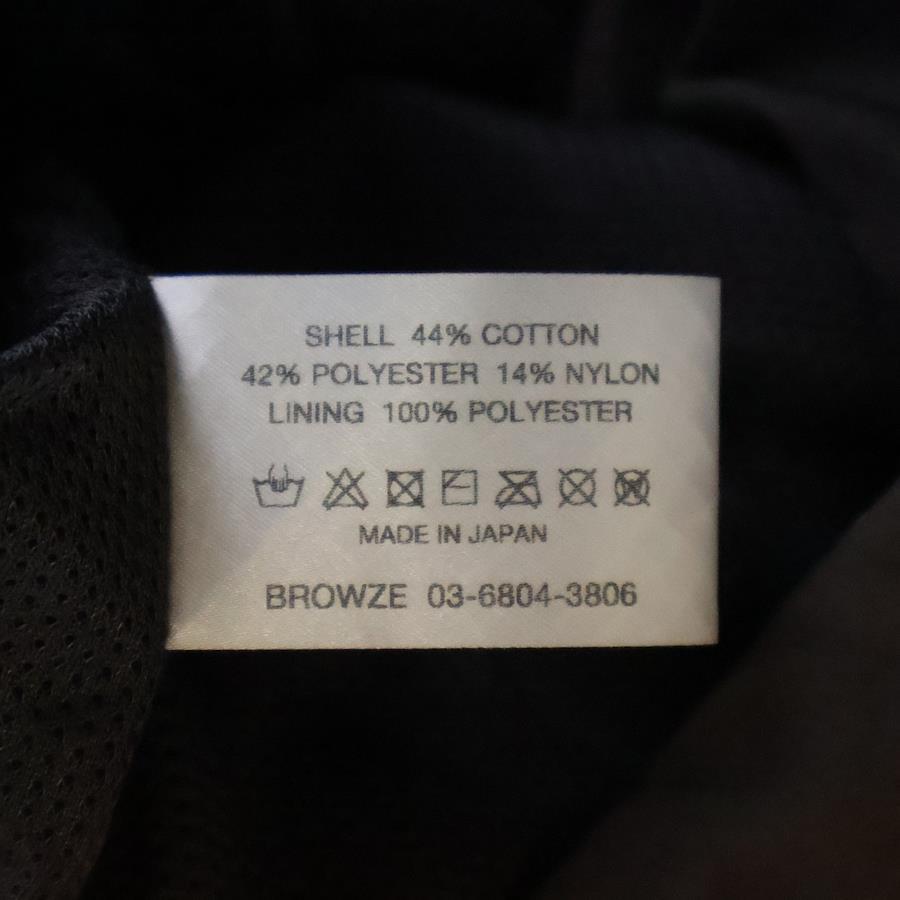 SHELL 44% COTTON
42% POLYESTER 14% NYLON
LINING 100% POLYESTER
MADE IN JAPAN
BROWZE 03-6804-3806